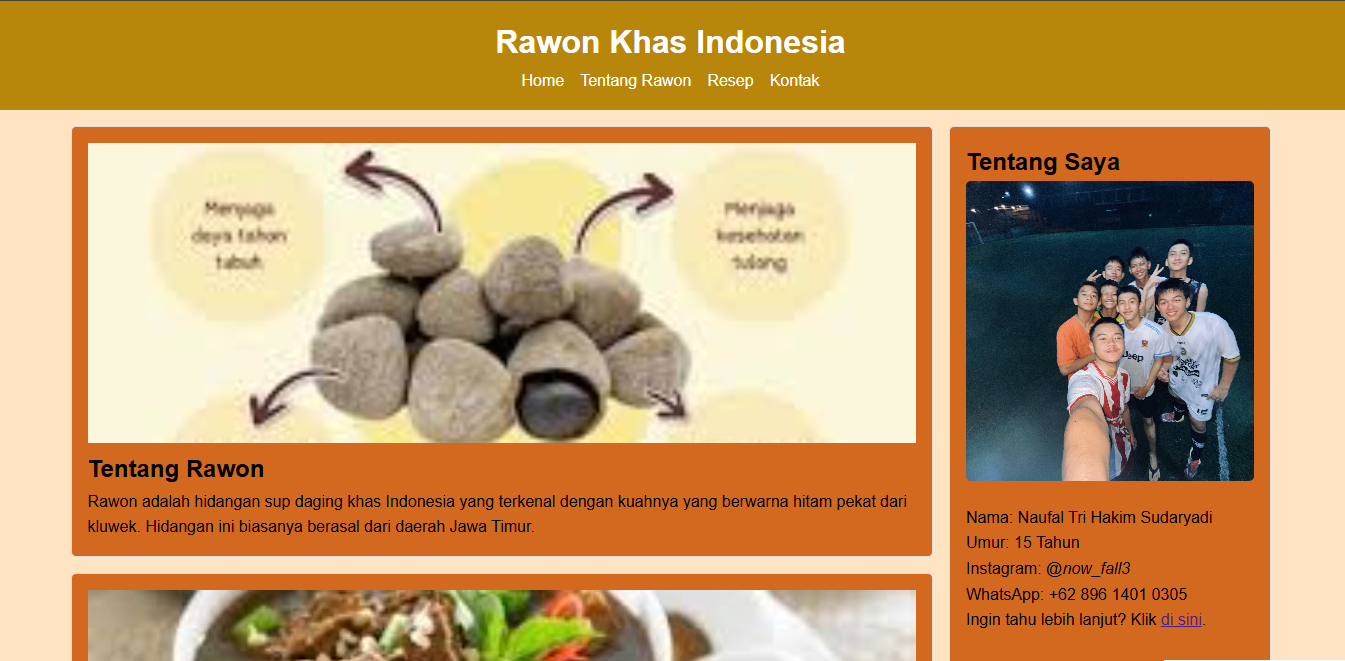 Rawon Khas Indonesia
Home Tentang Rawon Resep Kontak
Menjaga
daya tahan
tubuh
Menjaga
kesehatan
tulang
Tentang Rawon
Rawon adalah hidangan sup daging khas Indonesia yang terkenal dengan kuahnya yang berwarna hitam pekat dari
kluwek. Hidangan ini biasanya berasal dari daerah Jawa Timur.
Tentang Saya
Jeep
Nama: Naufal Tri Hakim Sudaryadi
Umur: 15 Tahun
Instagram: @now_fall3
WhatsApp: +62 896 1401 0305
Ingin tahu lebih lanjut? Klik di sini.